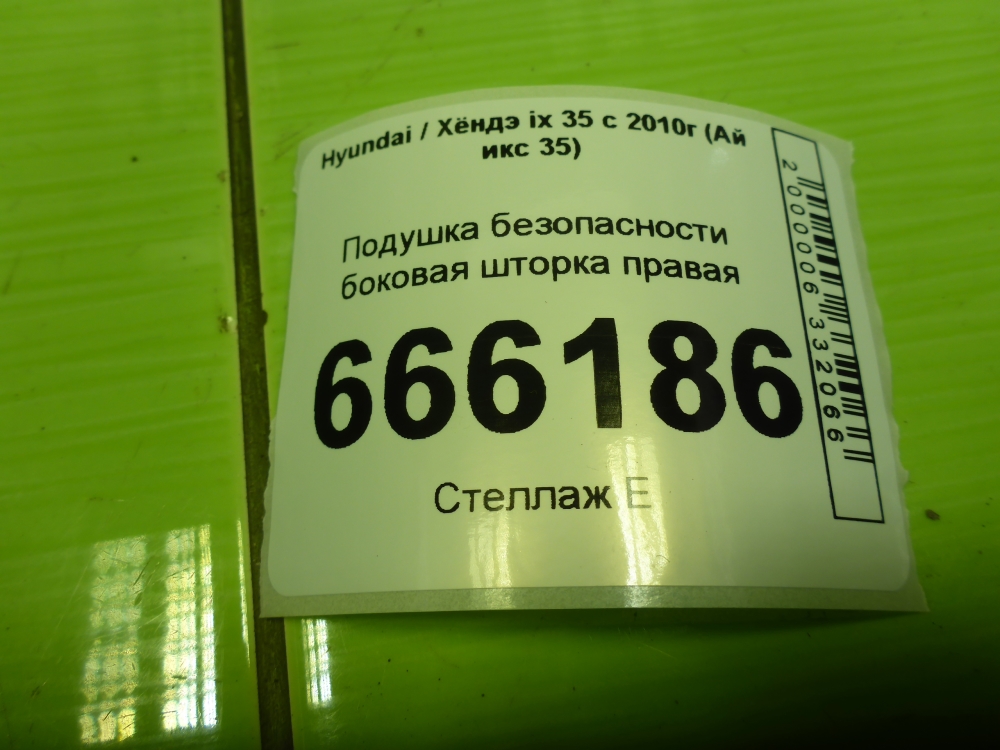 Hyundai / Хёндэ ix 35 с 2010г (Ай
икс 35)
Подушка безопасности
боковая шторка правая
666186
Стеллаж Е
2000006332066